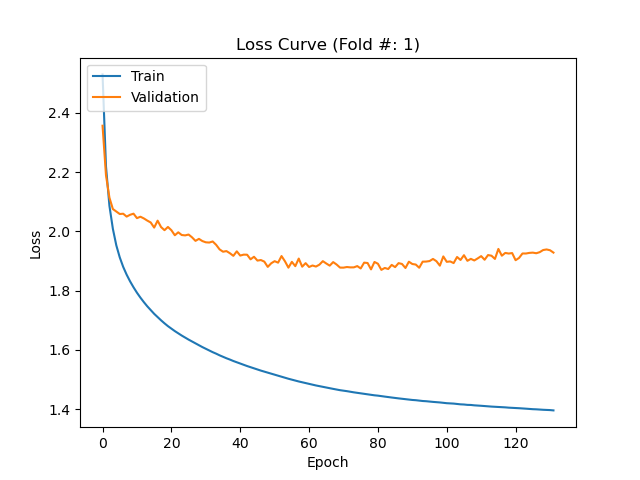 Loss Curve (Fold #: 1)
Train
Validation
2.4
2.2
2.0
1.8
1.6
1.4
Loss
0 20 40 60 80 100 120
Epoch